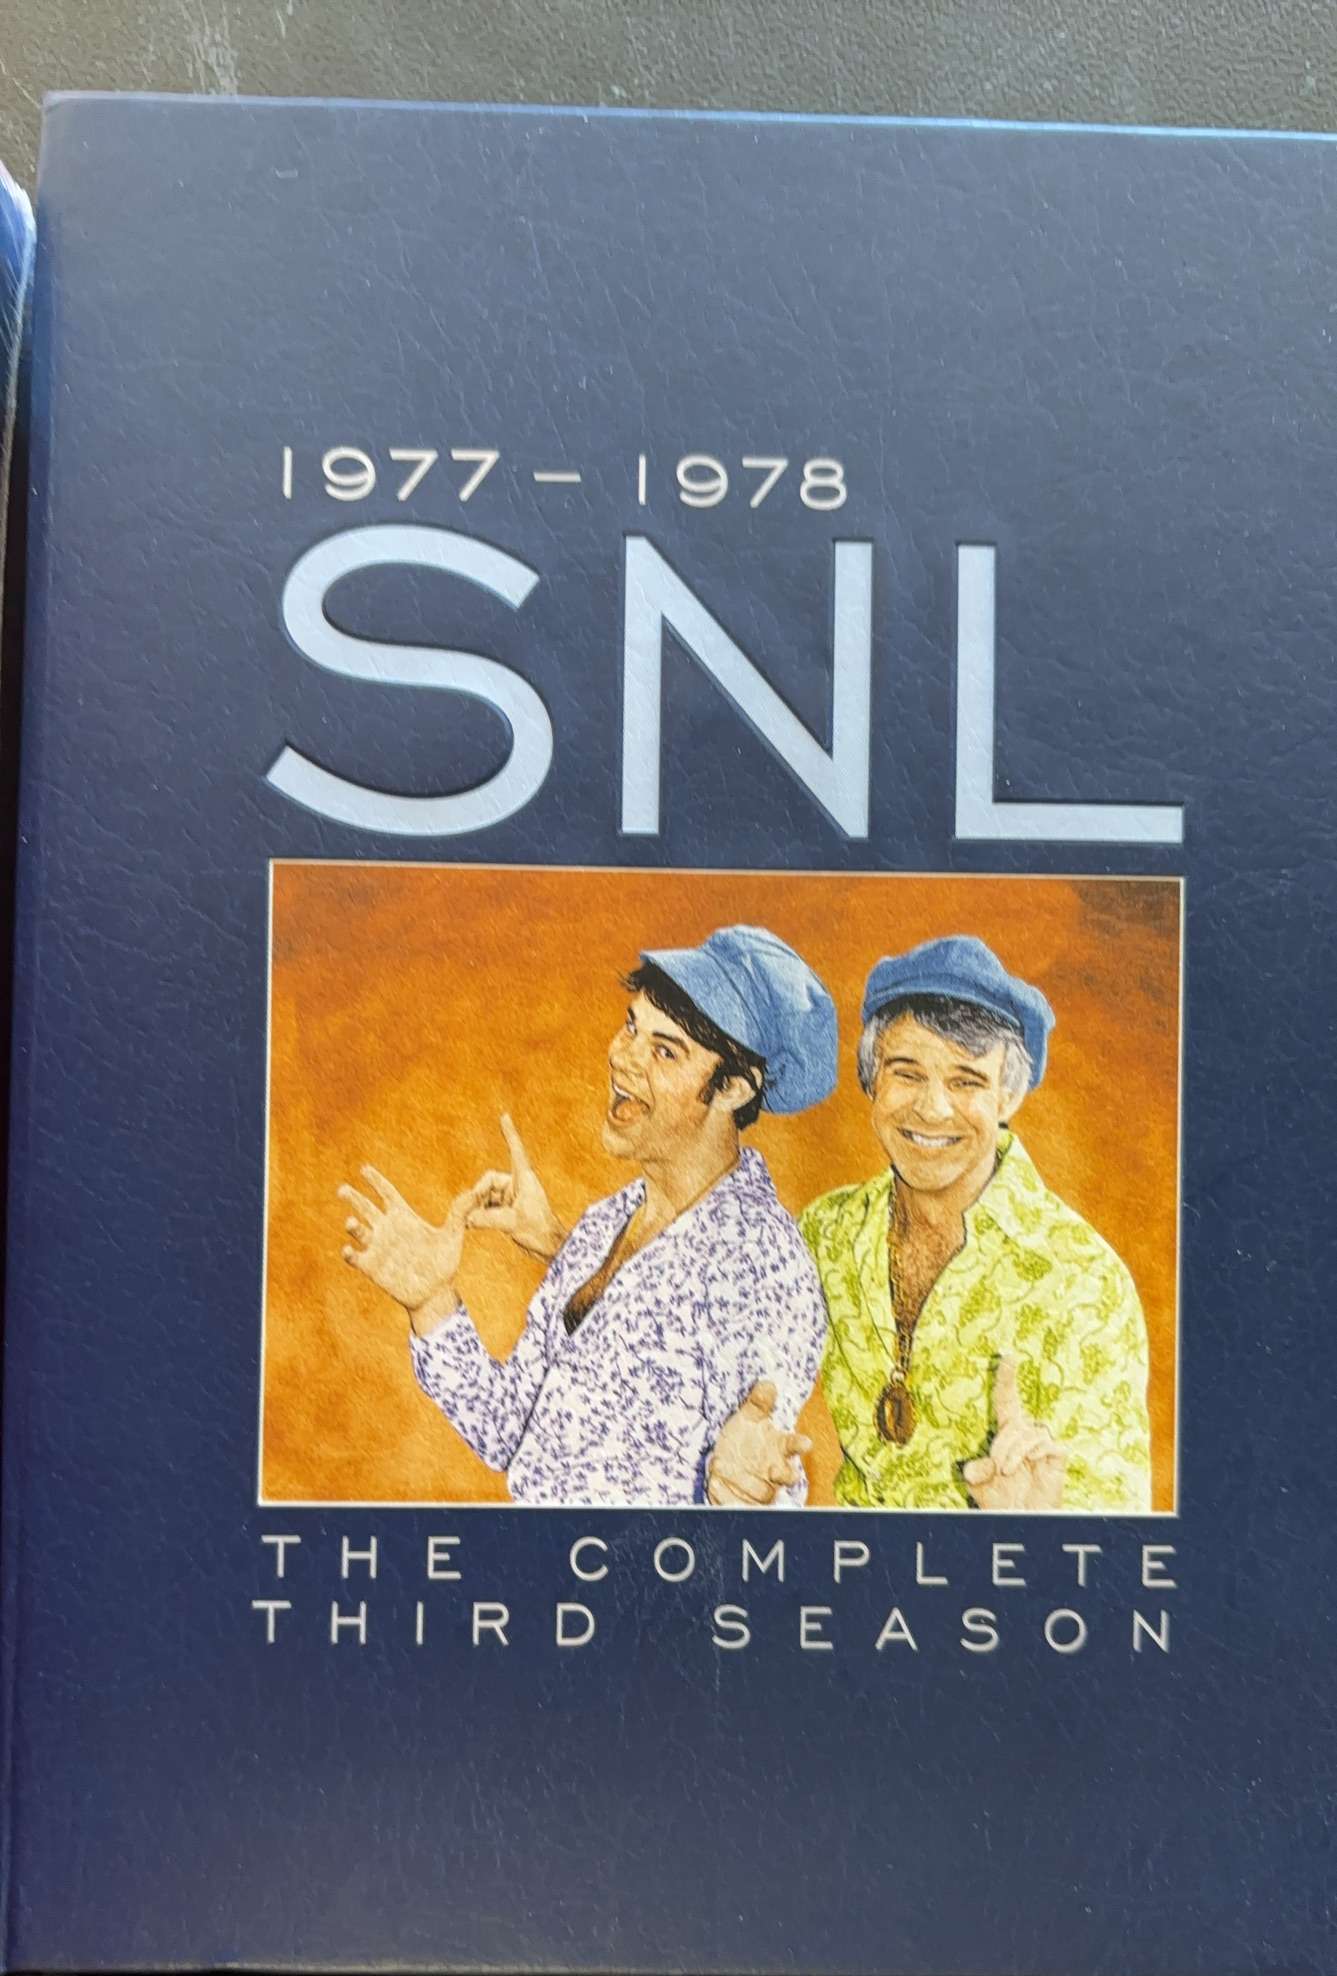 1977 – 1978
SNL
THE COMPLETE
THIRD SEASON